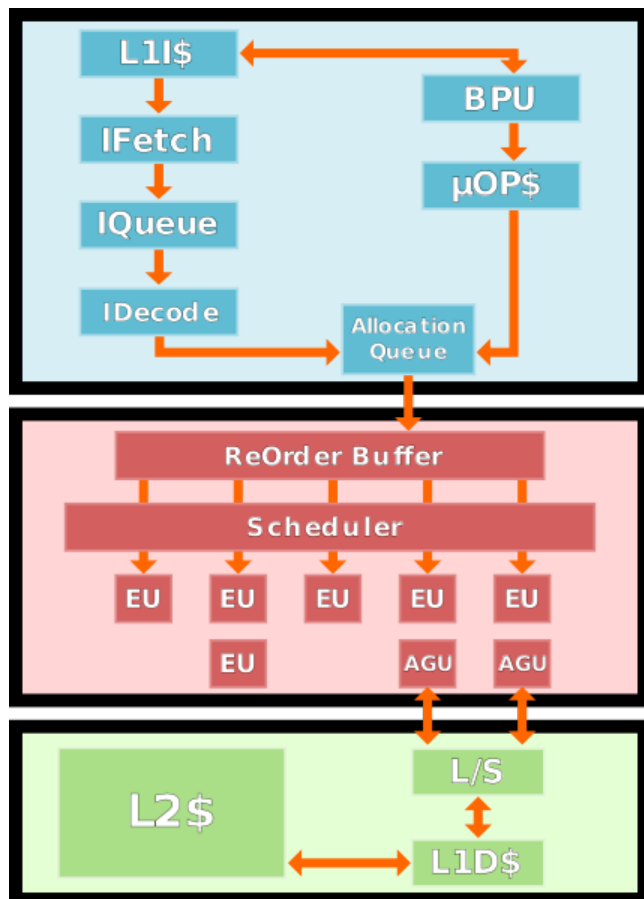 L1I$
BPU
IFetch
µOP$
IQueue
IDecode
Allocation
Queue
ReOrder Buffer
Scheduler
EU
EU
EU
EU
EU
EU
AGU
AGU
L2$
L/S
L1D$